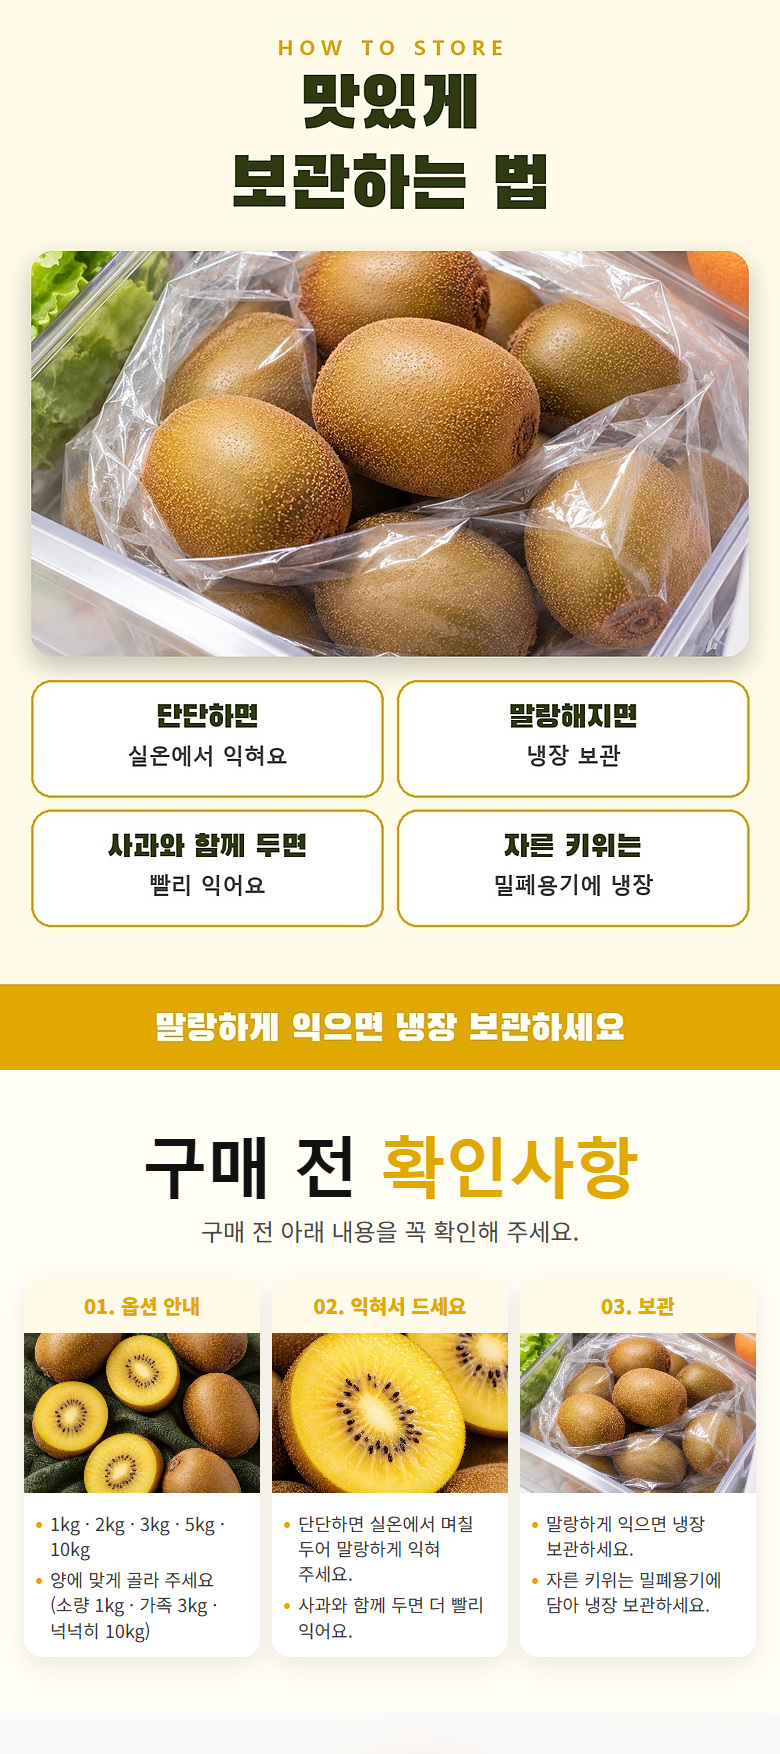 HOW TO STORE
맛있게
보관하는 법
단단하면
실온에서 익혀요
말랑해지면
냉장 보관
사과와 함께 두면
빨리 익어요
자른 키위는
밀폐용기에 냉장
말랑하게 익으면 냉장 보관하세요
구매 전 확인사항
구매 전 아래 내용을 꼭 확인해 주세요.
01. 옵션 안내
1kg · 2kg · 3kg · 5kg ·
10kg
양에 맞게 골라 주세요
(소량 1kg · 가족 3kg ·
넉넉히 10kg)
02. 익혀서 드세요
단단하면 실온에서 며칠
두어 말랑하게 익혀
주세요.
사과와 함께 두면 더 빨리
익어요.
03. 보관
말랑하게 익으면 냉장
보관하세요.
자른 키위는 밀폐용기에
담아 냉장 보관하세요.